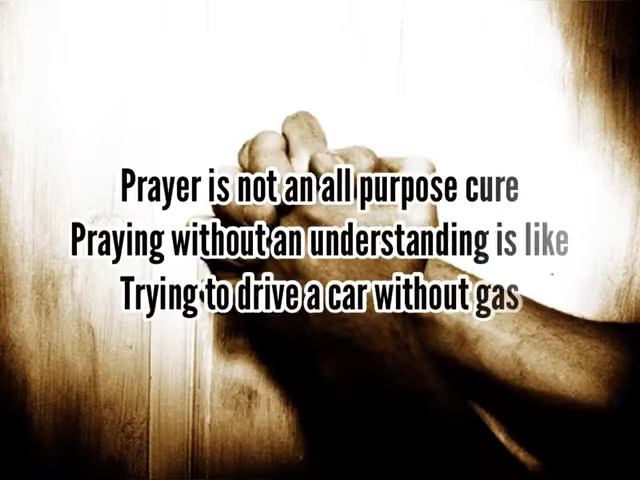 Prayer is not an all purpose cure
Praying without an understanding is like
Trying to drive a car without gas